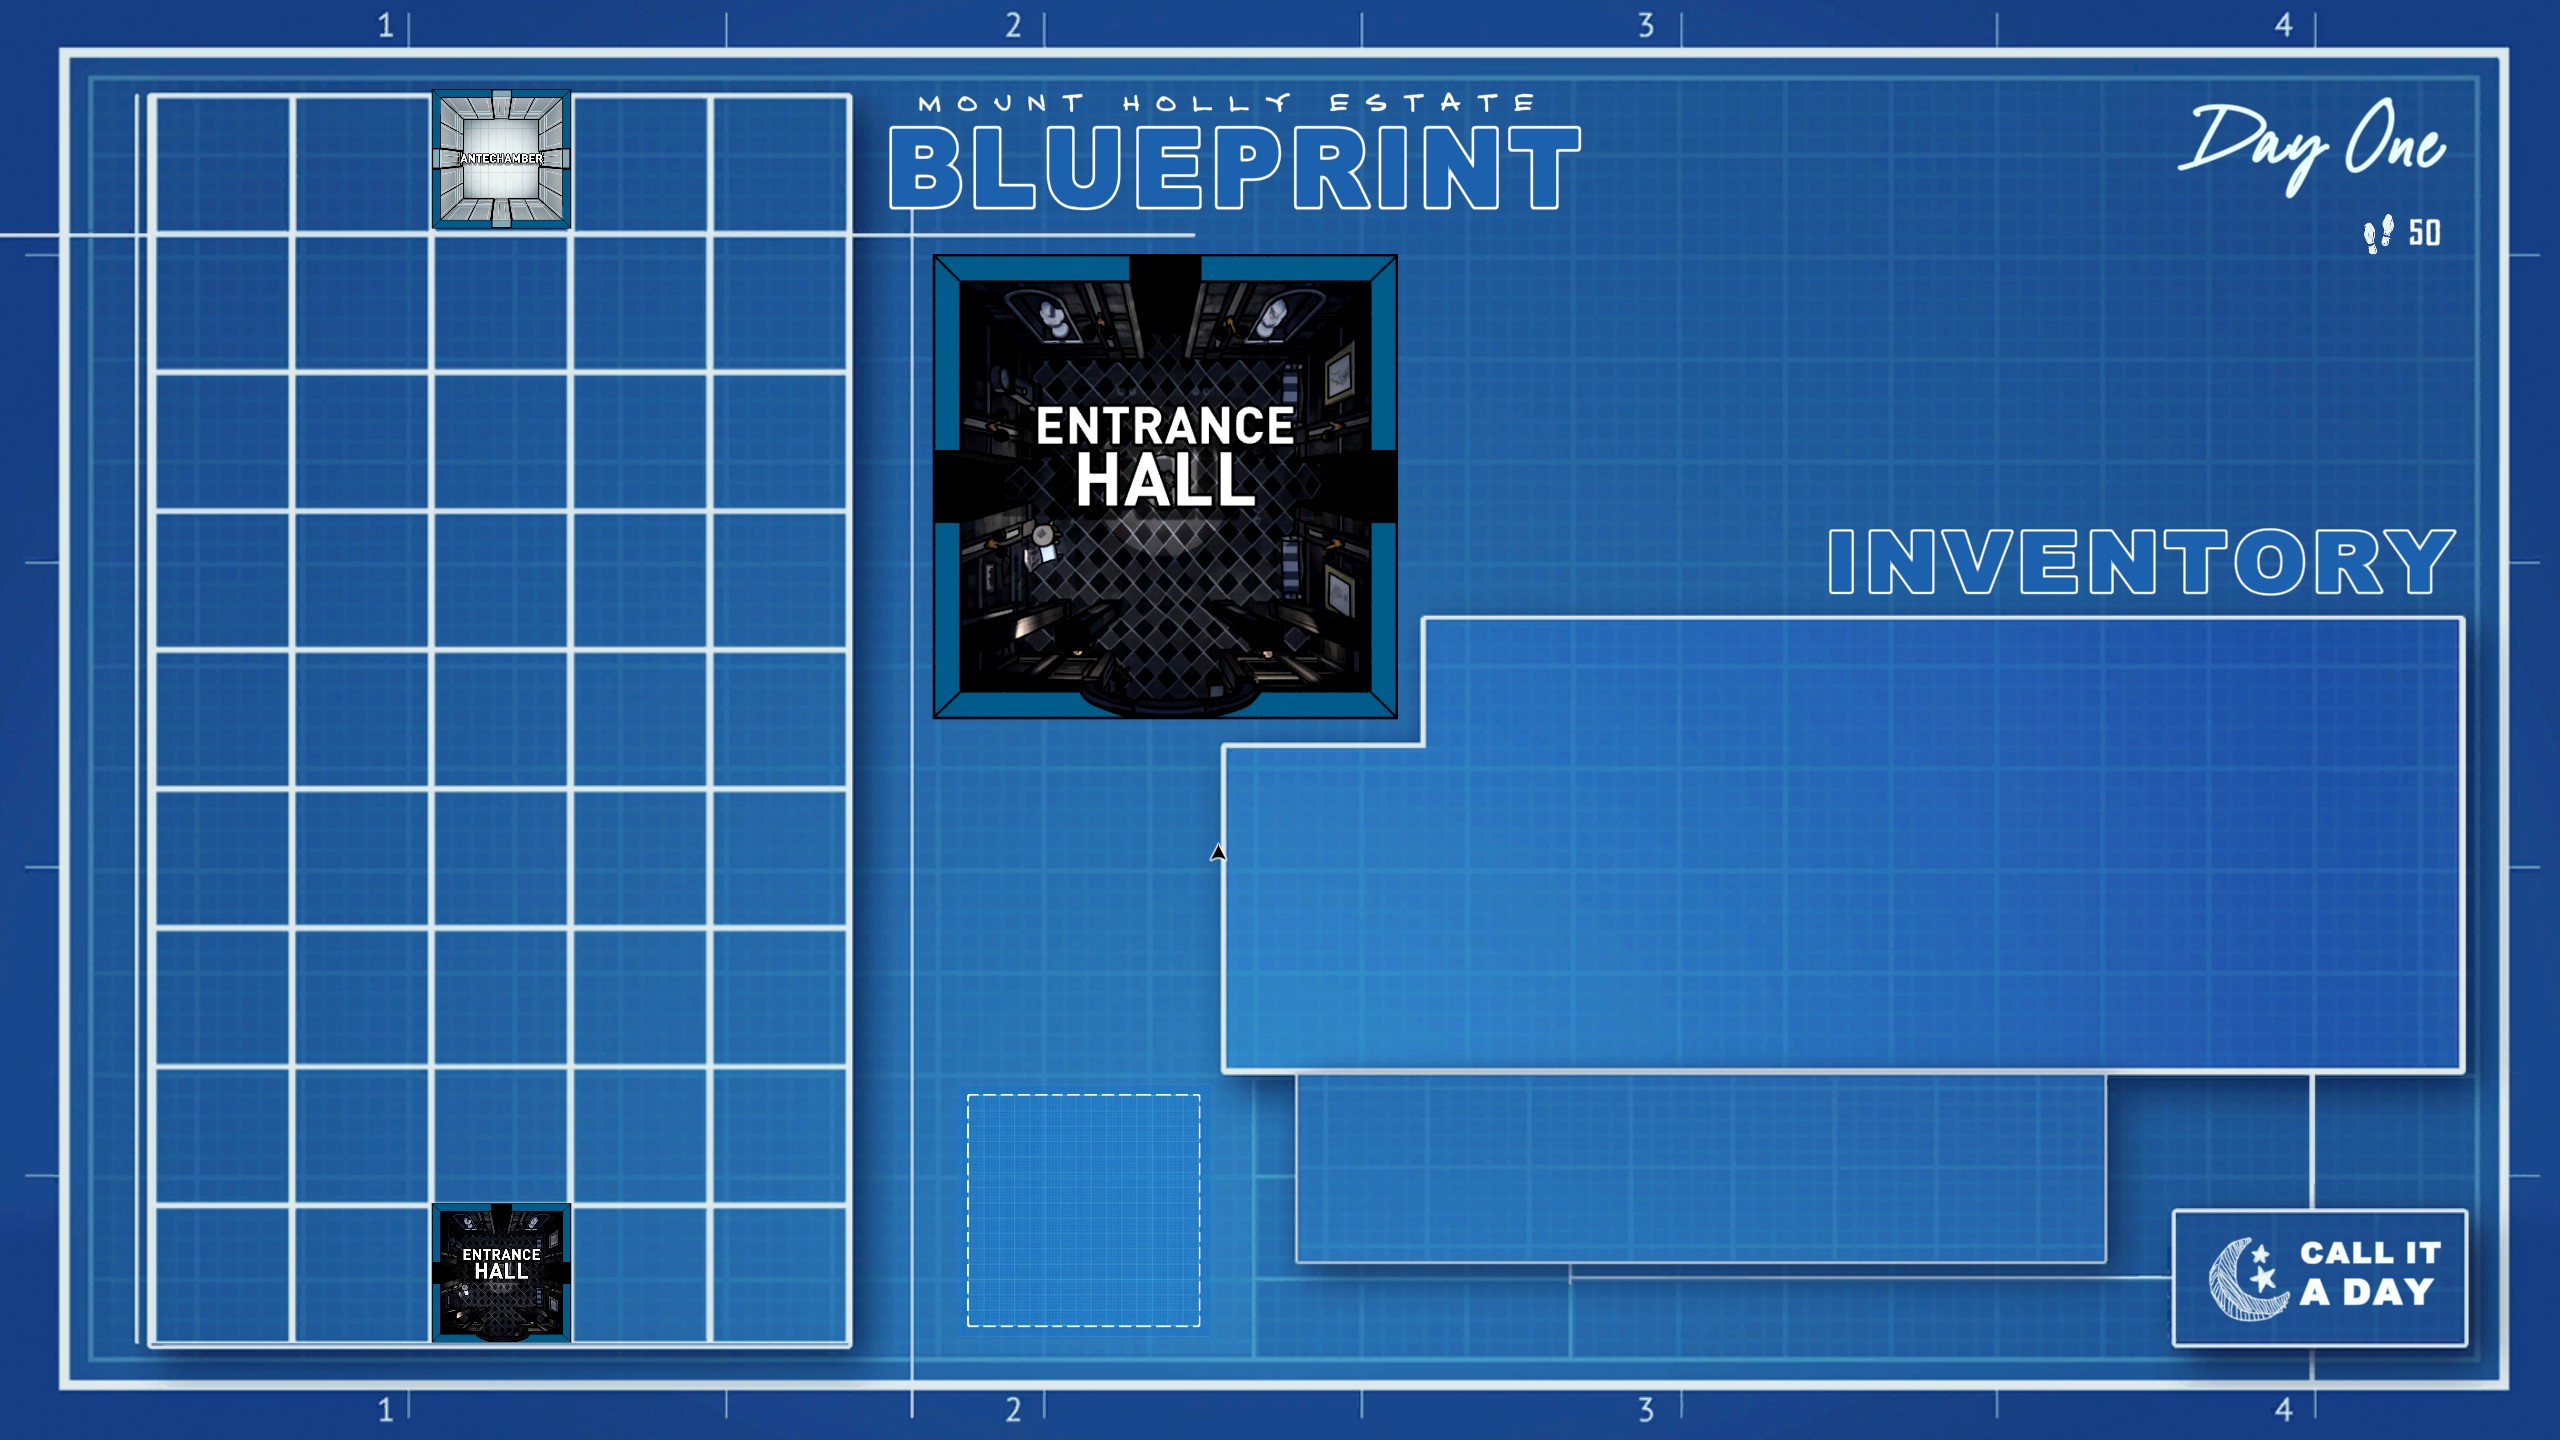 1 2 3 4
MOUNT HOLLY ESTATE
BLUEPRINT
Day One
50
ANTECHAMBER
ENTRANCE
HALL
INVENTORY
ENTRANCE
HALL
CALL IT
A DAY
1 2 3 4